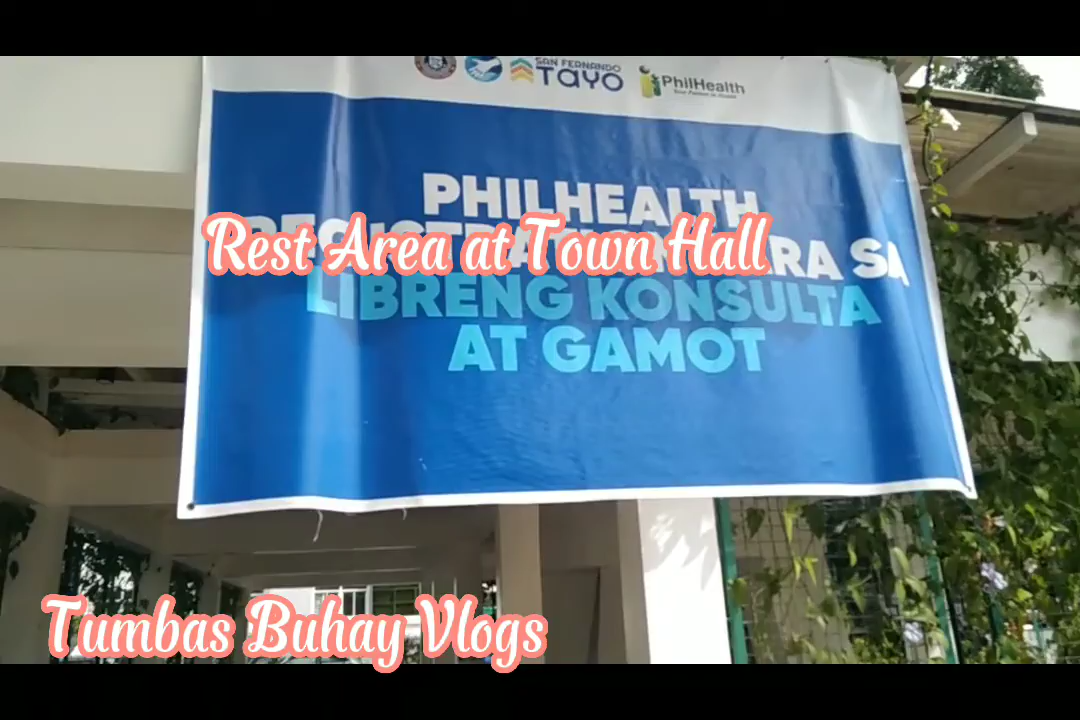 SAN FERNANDO
TAYO
PhilHealth
Your Partner in Health
PHILHEALTH
REGISTRATION PARA SA
Rest Area at Town Hall
LIBRENG KONSULTA
AT GAMOT
Tumbas Buhay Vlogs